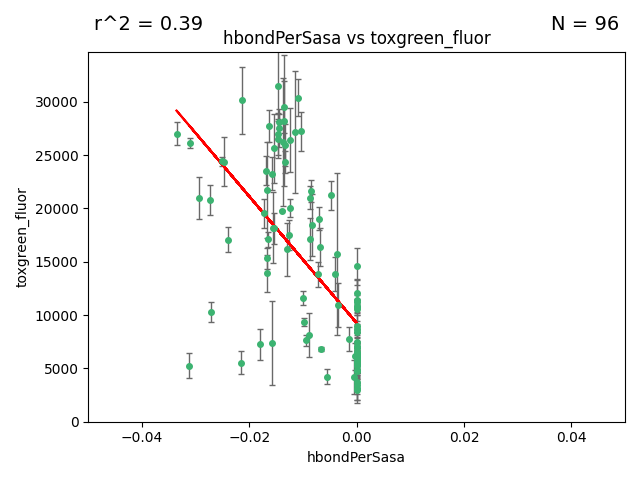 r^2 = 0.39
N = 96
hbondPerSasa vs toxgreen_fluor
toxgreen_fluor
30000
25000
20000
15000
10000
5000
0
−0.04
−0.02
0.00
0.02
0.04
hbondPerSasa